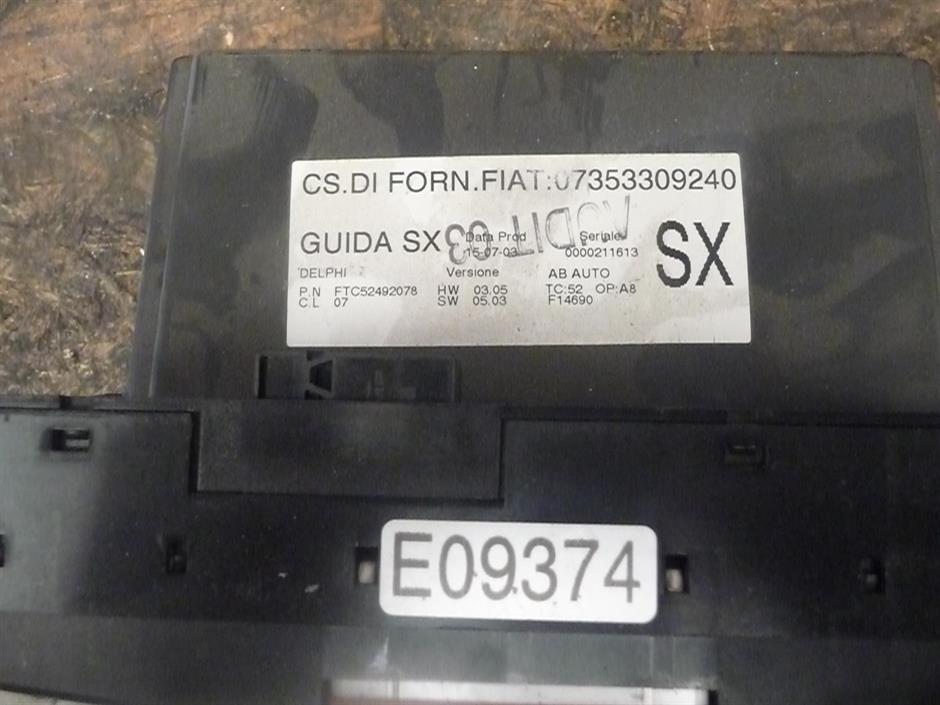 CS.DI FORN.FIAT:07353309240
GUIDA SX Data Prod Seriale SX
15-07-03 0000211613
DELPHI Versione AB AUTO
P.N FTC52492078 HW 03.05 TC:52 OP:A8
C.L 07 SW 05.03 F14690
E09374